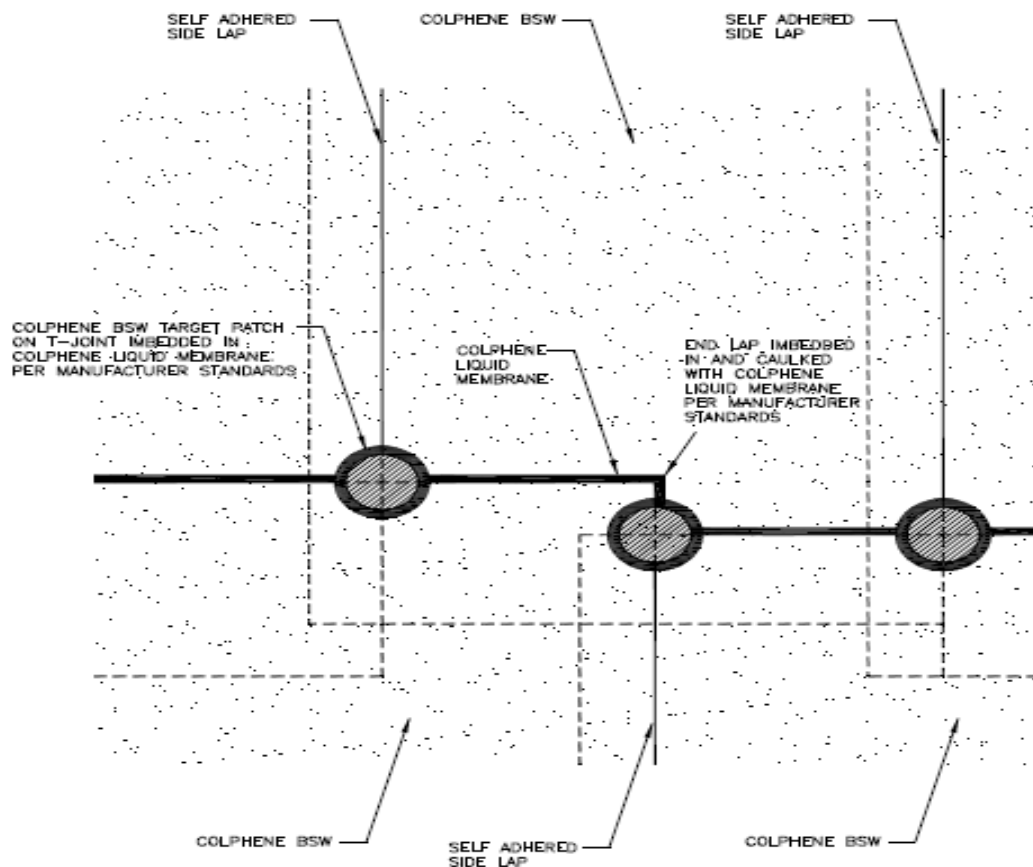 SELF ADHERED
SIDE LAP
COLPHENE BSW
SELF ADHERED
SIDE LAP
COLPHENE BSW TARGET PATCH
ON T-JOINT IMBEDDED IN
COLPHENE LIQUID MEMBRANE
PER MANUFACTURER STANDARDS
COLPHENE
LIQUID
MEMBRANE
END LAP IMBEDBED
IN AND CAULKED
WITH COLPHENE
LIQUID MEMBRANE
PER MANUFACTURER
STANDARDS
COLPHENE BSW
SELF ADHERED
SIDE LAP
COLPHENE BSW